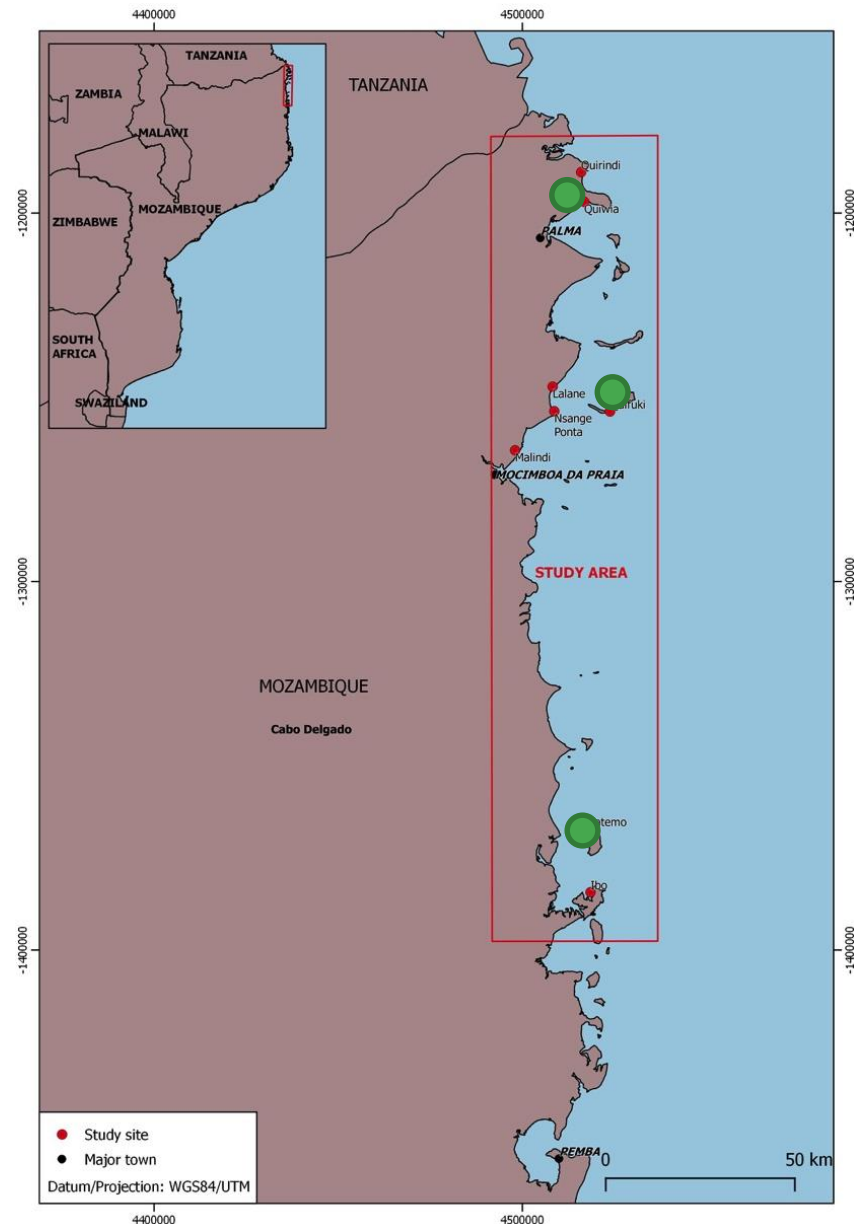 4400000
4500000
TANZANIA
ZAMBIA
MALAWI
MOZAMBIQUE
ZIMBABWE
SOUTH
AFRICA
SWAZILAND
TANZANIA
Quirindi
-1200000
-1200000
Quiwia
PALMA
Lalane
Nsange
Ponta
Malindi
MOCIMBOA DA PRAIA
-1300000
-1300000
STUDY AREA
MOZAMBIQUE
Cabo Delgado
Ibo
-1400000
-1400000
Study site
Major town
Datum/Projection: WGS84/UTM
PEMBA
0
50 km
4400000
4500000